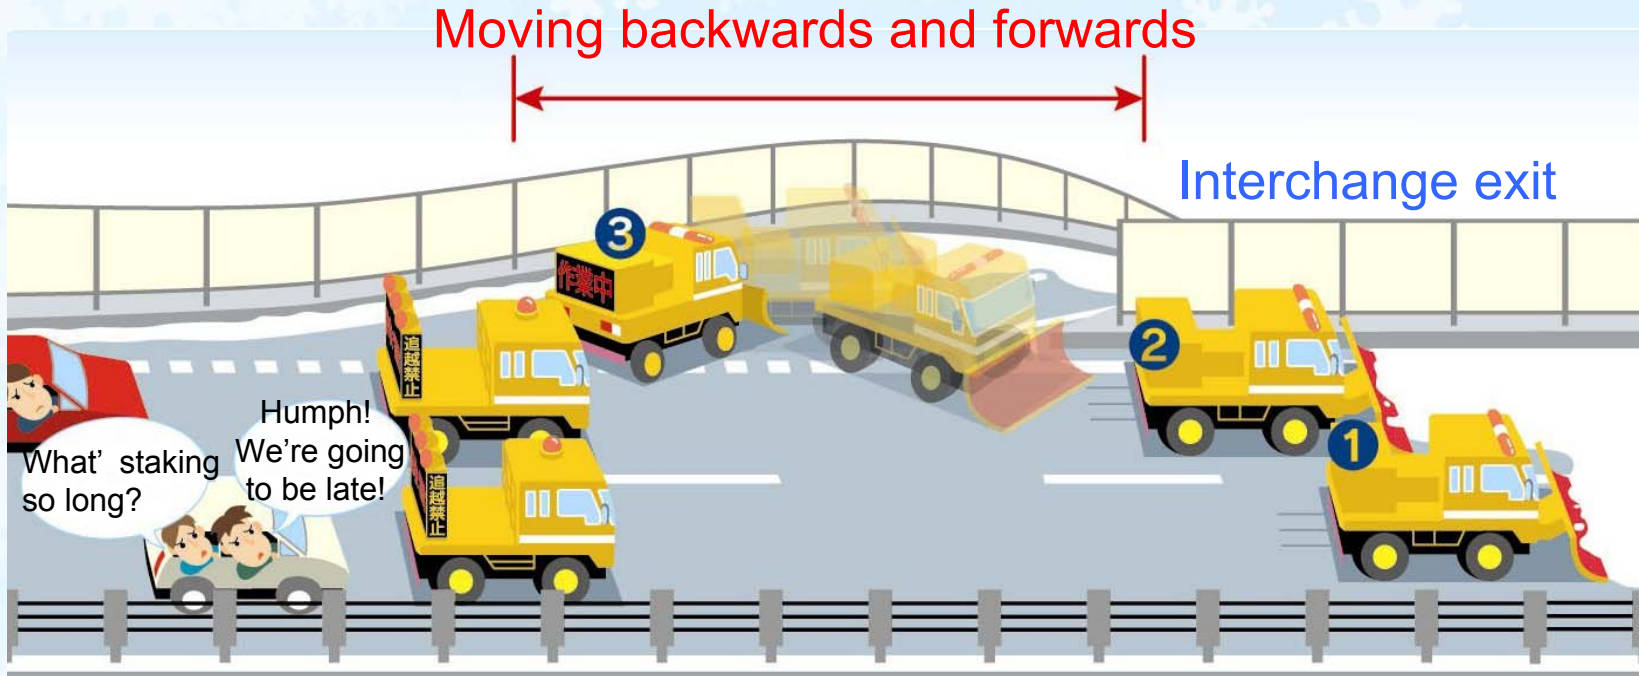 Moving backwards and forwards
Interchange exit
3
作業中
2
追越禁止
1
追越禁止
Humph!
We're going
to be late!
What' staking
so long?